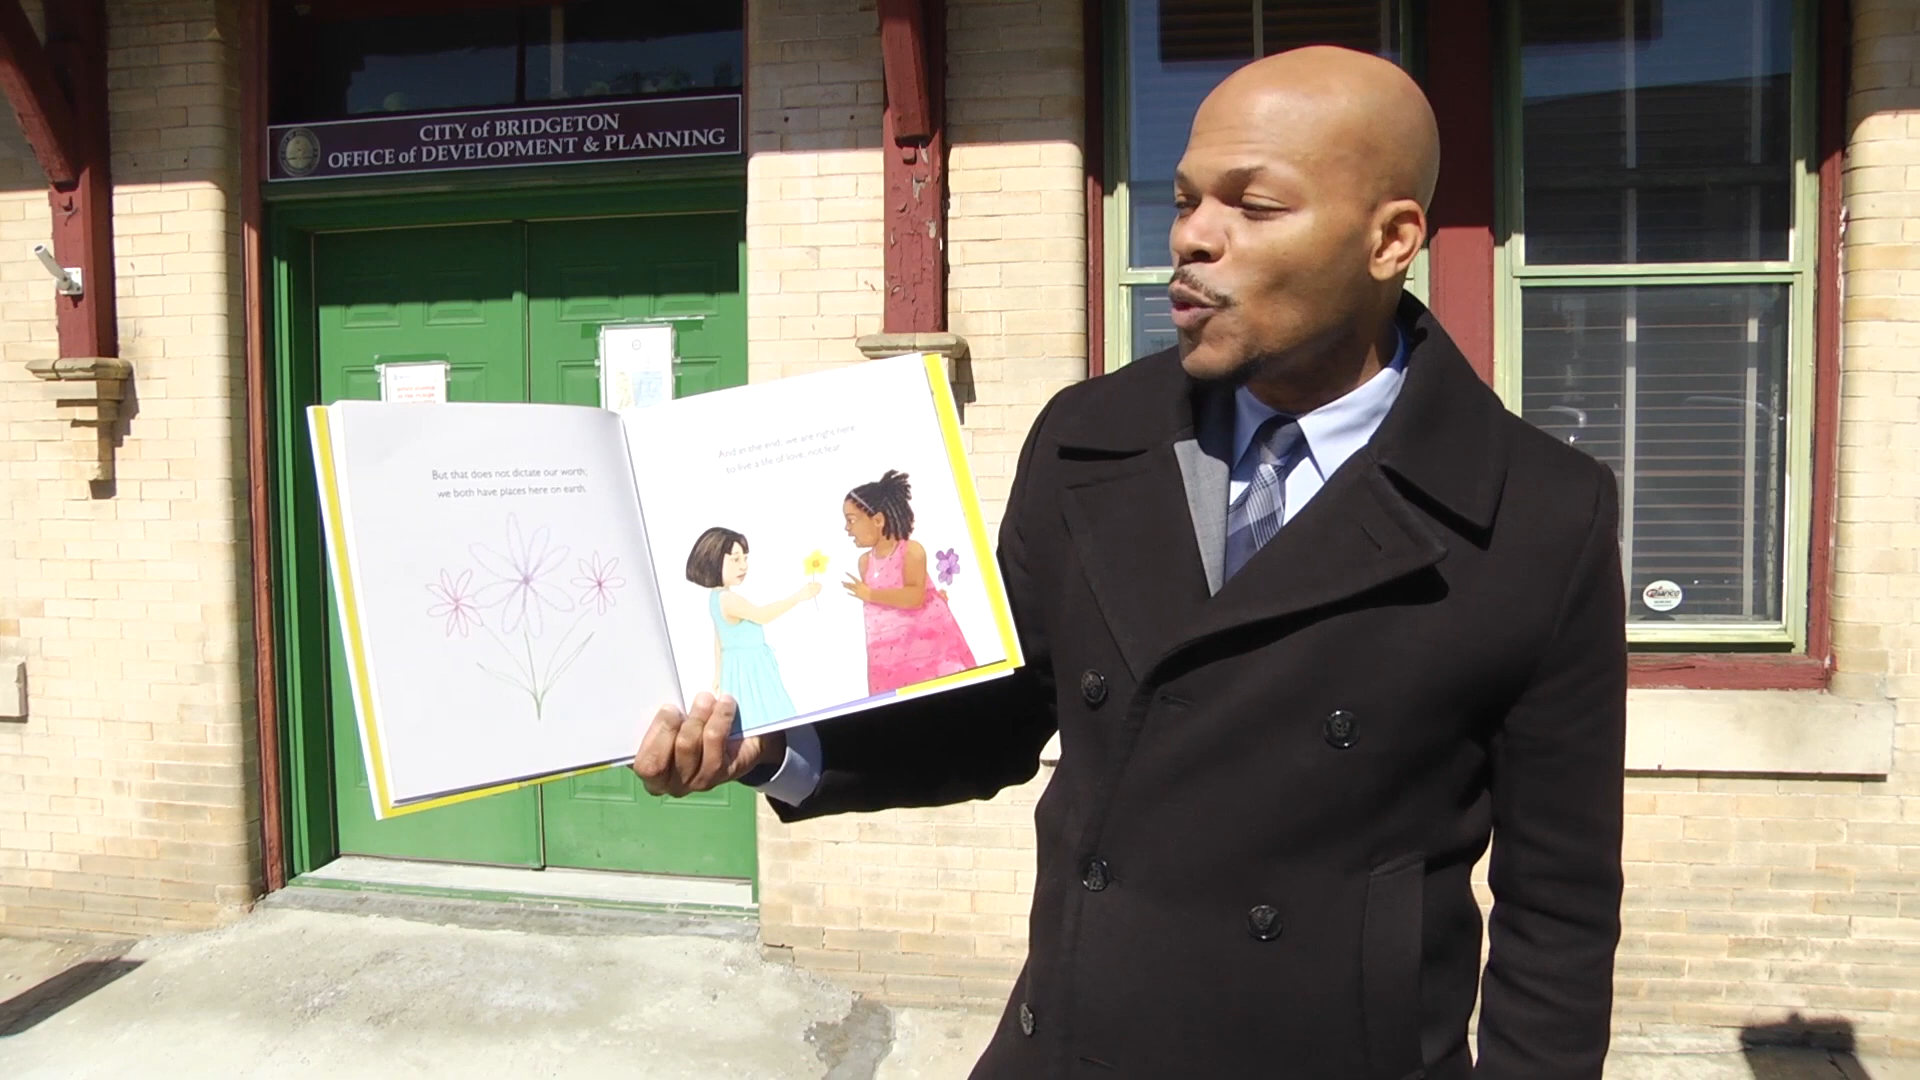 CITY of BRIDGETON
OFFICE of DEVELOPMENT & PLANNING
But that does not dictate our worth;
we both have places here on earth.
And in the end, we are right here
to live a life of love, not fear